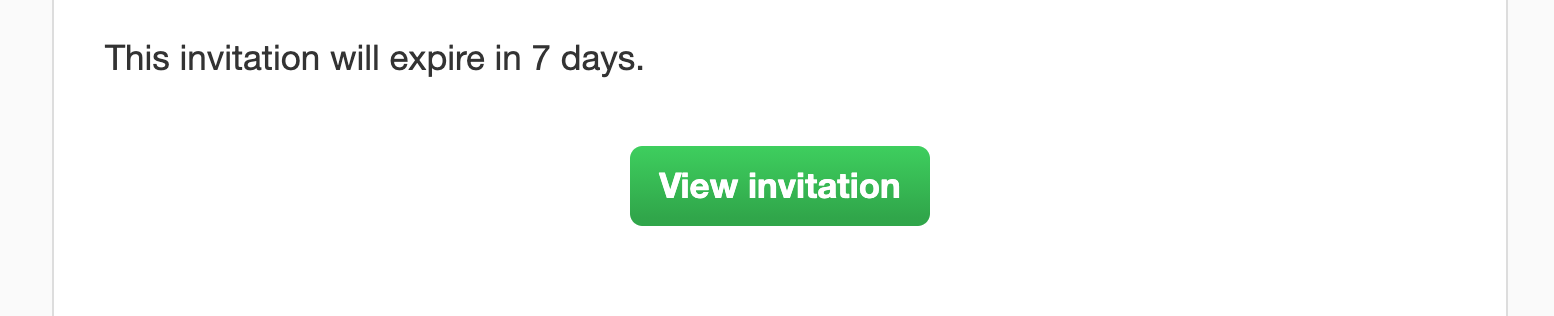 This invitation will expire in 7 days.
View invitation